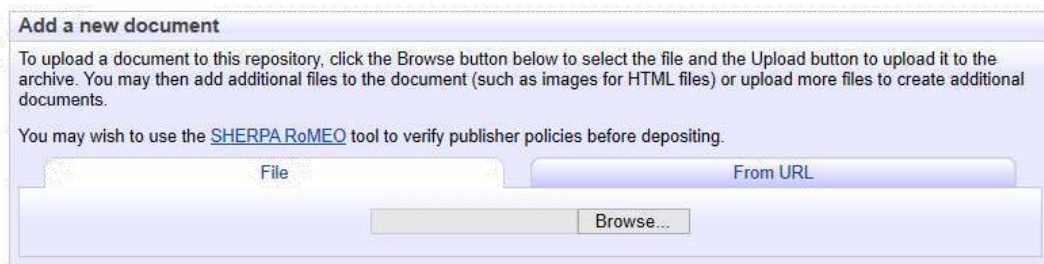 Add a new document
To upload a document to this repository, click the Browse button below to select the file and the Upload button to upload it to the
archive. You may then add additional files to the document (such as images for HTML files) or upload more files to create additional
documents.
You may wish to use the SHERPA RoMEO tool to verify publisher policies before depositing.
File
From URL
Browse...